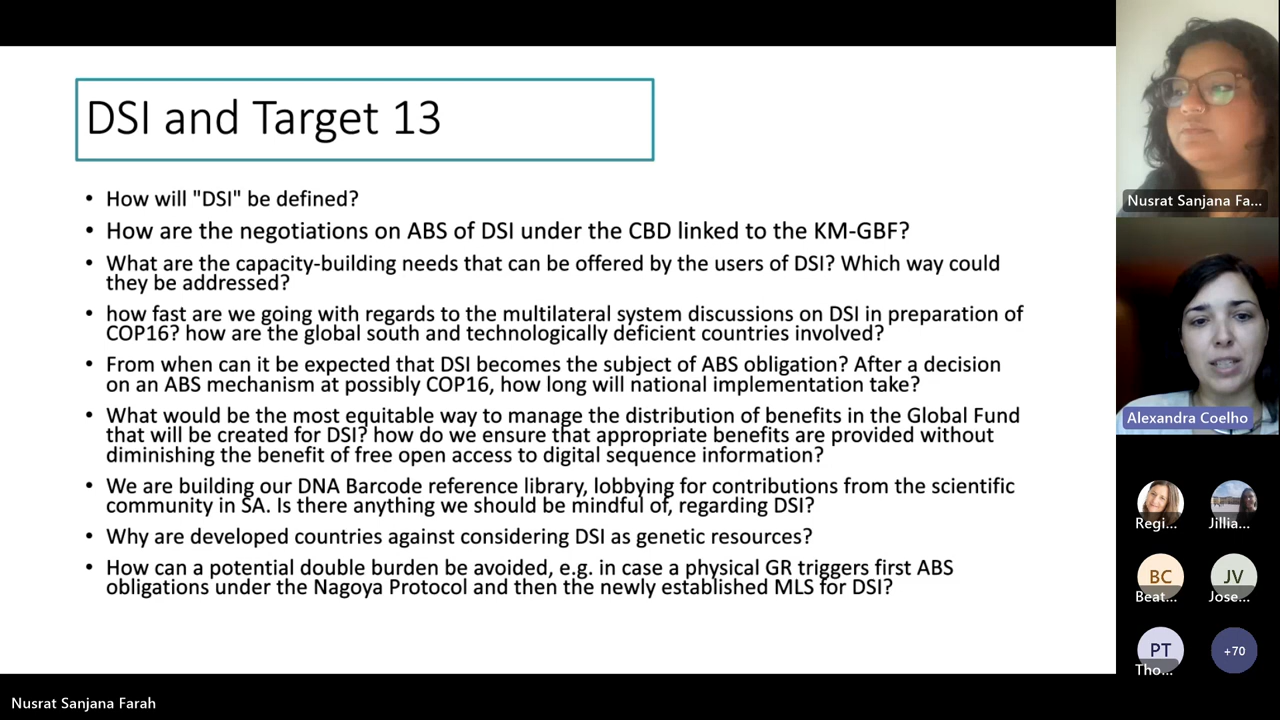 DSI and Target 13
• How will "DSI" be defined?
• How are the negotiations on ABS of DSI under the CBD linked to the KM-GBF?
• What are the capacity-building needs that can be offered by the users of DSI? Which way could
they be addressed?
• how fast are we going with regards to the multilateral system discussions on DSI in preparation of
COP16? how are the global south and technologically deficient countries involved?
• From when can it be expected that DSI becomes the subject of ABS obligation? After a decision
on an ABS mechanism at possibly COP16, how long will national implementation take?
• What would be the most equitable way to manage the distribution of benefits in the Global Fund
that will be created for DSI? how do we ensure that appropriate benefits are provided without
diminishing the benefit of free open access to digital sequence information?
• We are building our DNA Barcode reference library, lobbying for contributions from the scientific
community in SA. Is there anything we should be mindful of, regarding DSI?
• Why are developed countries against considering DSI as genetic resources?
• How can a potential double burden be avoided, e.g. in case a physical GR triggers first ABS
obligations under the Nagoya Protocol and then the newly established MLS for DSI?
Nusrat Sanjana Fa...
Alexandra Coelho
Regi...
Jillia...
BC
JV
Beat...
Jose...
PT
+70
Tho...
Nusrat Sanjana Farah